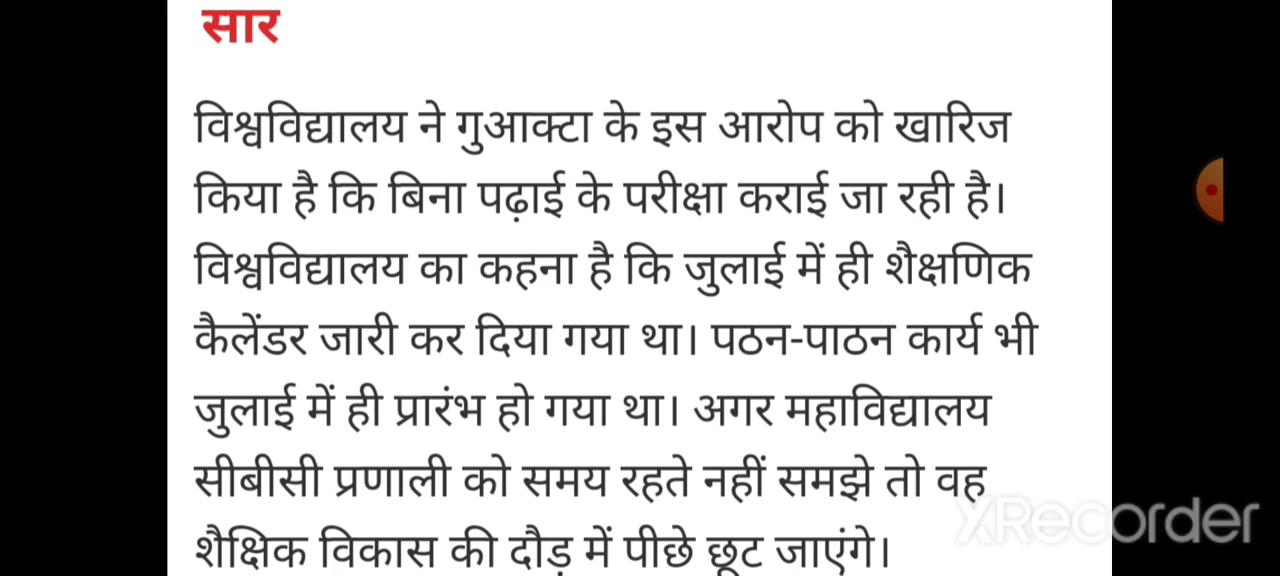 सार
विश्वविद्यालय ने गुआक्टा के इस आरोप को खारिज
किया है कि बिना पढ़ाई के परीक्षा कराई जा रही है।
विश्वविद्यालय का कहना है कि जुलाई में ही शैक्षणिक
कैलेंडर जारी कर दिया गया था। पठन-पाठन कार्य भी
जुलाई में ही प्रारंभ हो गया था। अगर महाविद्यालय
सीबीसी प्रणाली को समय रहते नहीं समझे तो वह
शैक्षिक विकास की दौड़ में पीछे छूट जाएंगे।
XRecorder